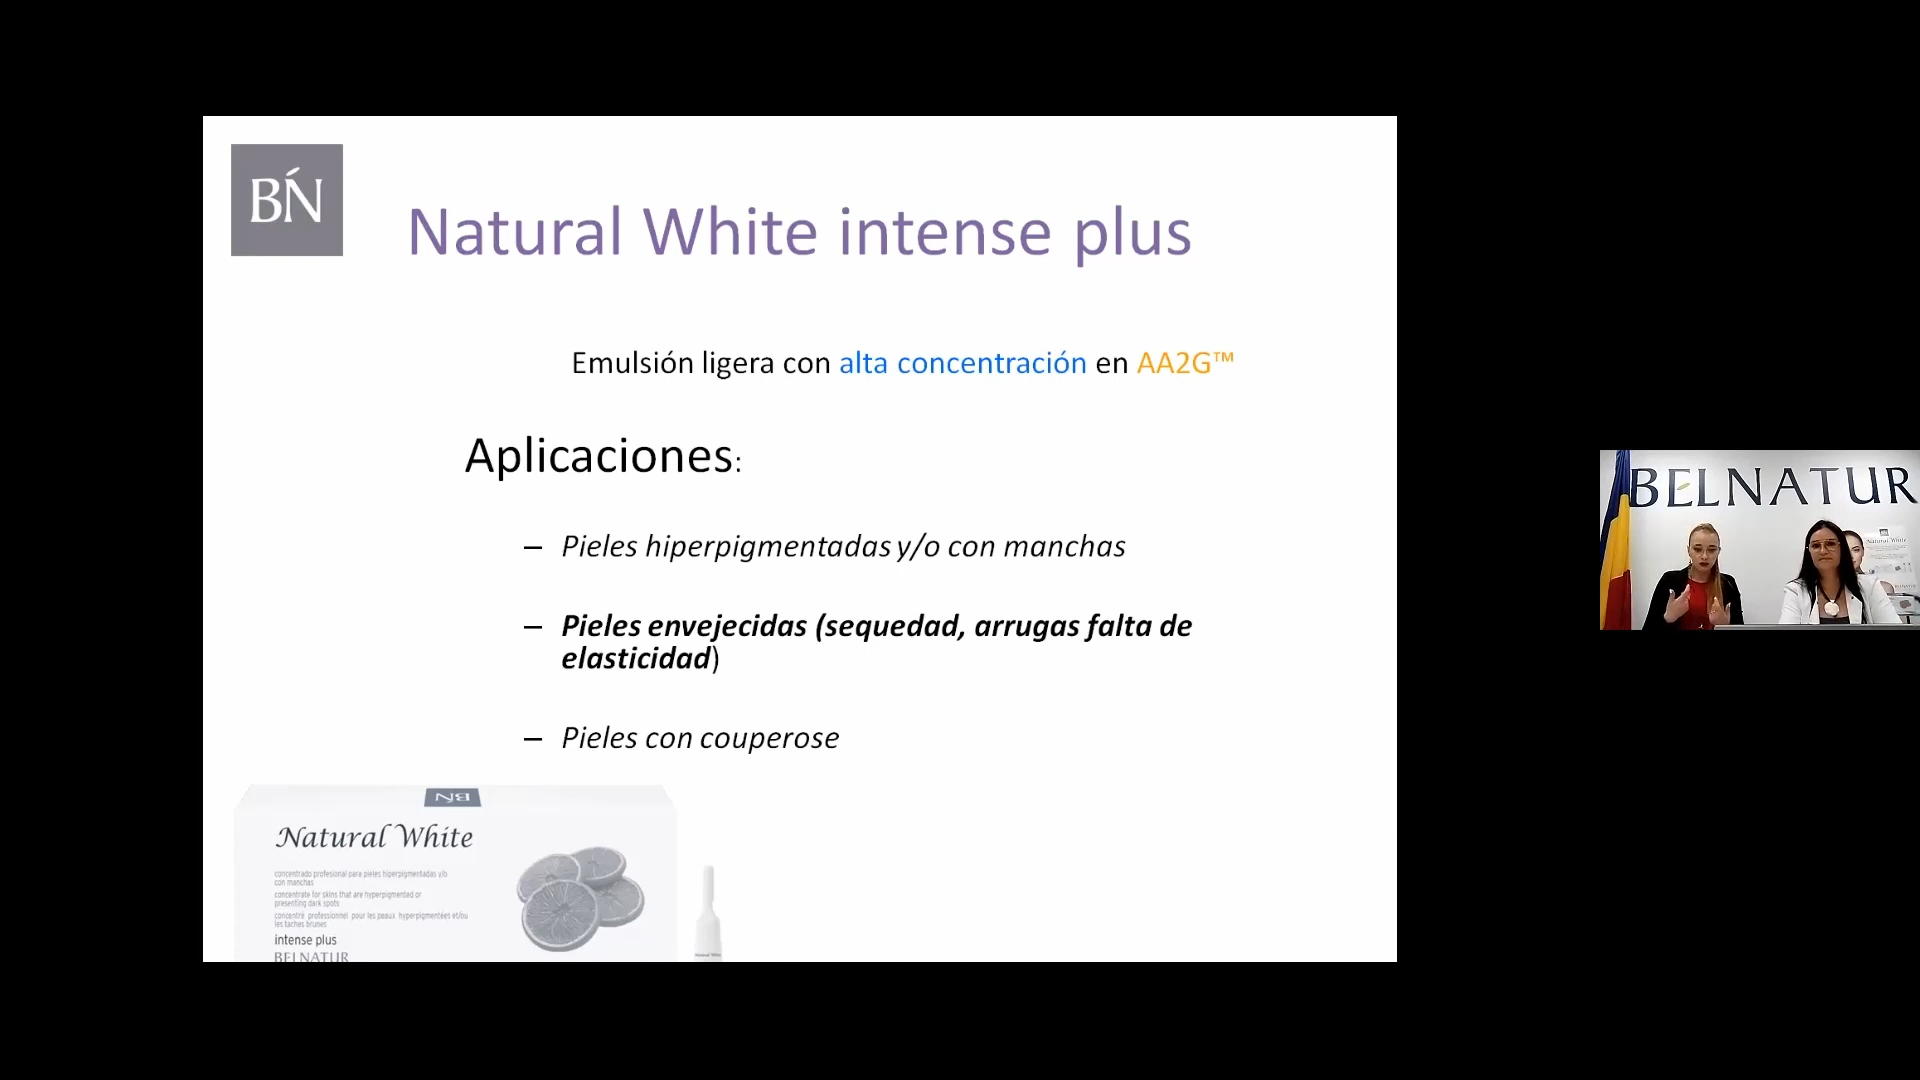 BŃ
Natural White intense plus
Emulsión ligera con alta concentración en AA2G™
Aplicaciones:
– Pieles hiperpigmentadas y/o con manchas
– Pieles envejecidas (sequedad, arrugas falta de
elasticidad)
– Pieles con couperose
BŃ
Natural White
concentrado profesional para pieles hiperpigmentadas y/o
con manchas
concentrate for skins that are hyperpigmented or
presenting dark spots
concentré professionnel pour les peaux hyperpigmentées et/ou
les taches brunes
intense plus
BELNATUR
BELNATUR
Natural White